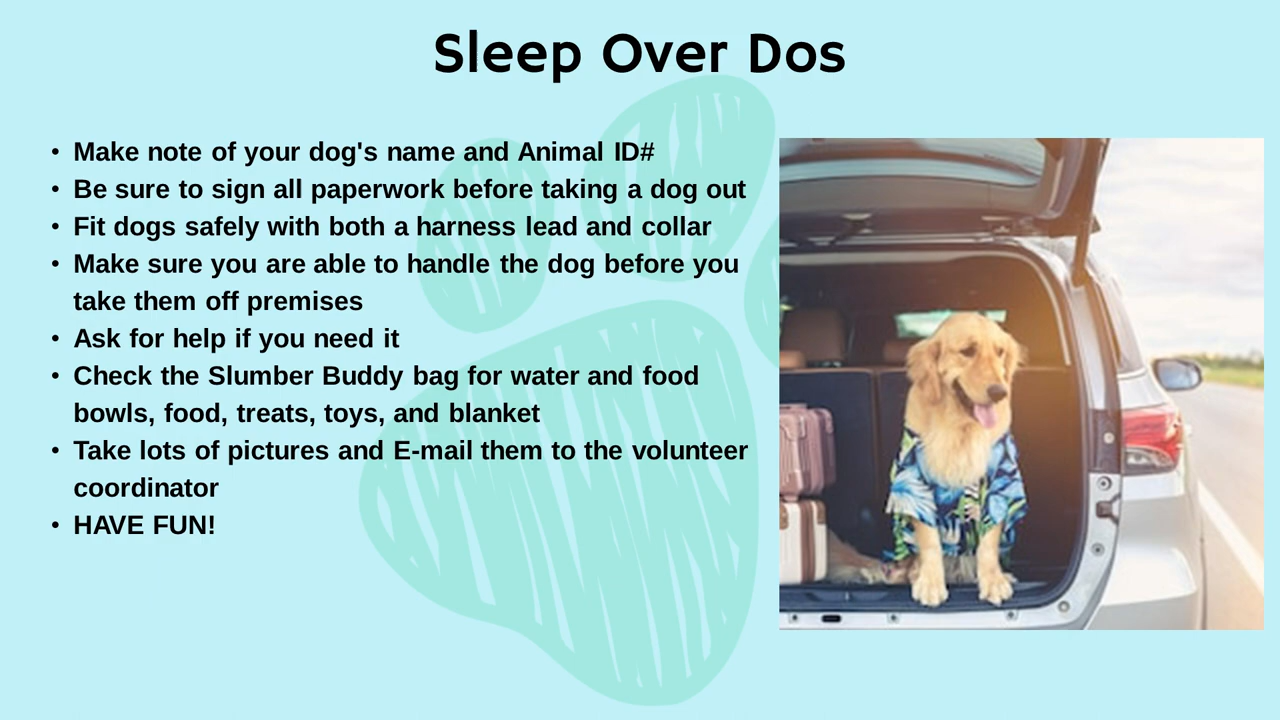 Sleep Over Dos
• Make note of your dog's name and Animal ID#
• Be sure to sign all paperwork before taking a dog out
• Fit dogs safely with both a harness lead and collar
• Make sure you are able to handle the dog before you
take them off premises
• Ask for help if you need it
• Check the Slumber Buddy bag for water and food
bowls, food, treats, toys, and blanket
• Take lots of pictures and E-mail them to the volunteer
coordinator
• HAVE FUN!